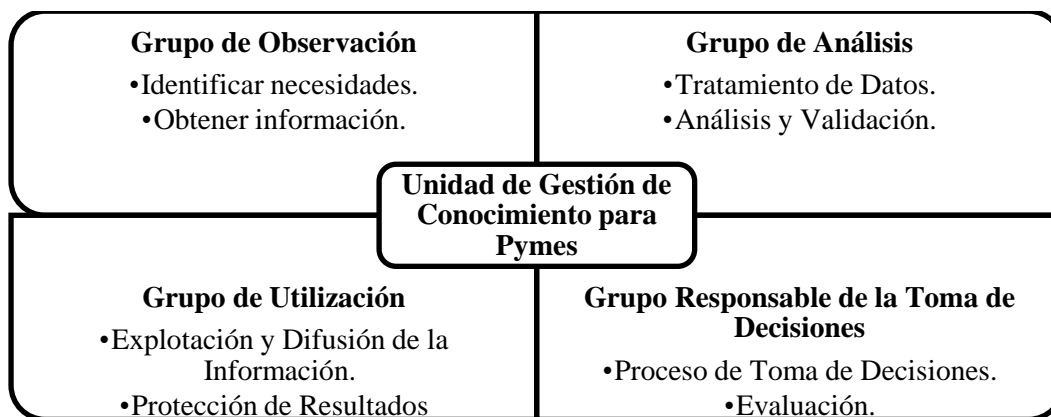 Grupo de Observación
•Identificar necesidades.
•Obtener información.
Grupo de Análisis
•Tratamiento de Datos.
•Análisis y Validación.
Unidad de Gestión de
Conocimiento para
Pymes
Grupo de Utilización
•Explotación y Difusión de la
Información.
•Protección de Resultados
Grupo Responsable de la Toma de
Decisiones
•Proceso de Toma de Decisiones.
•Evaluación.